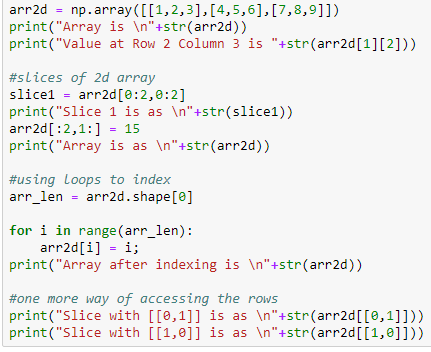 arr2d = np.array([[1,2,3],[4,5,6],[7,8,9]])
print("Array is \n"+str(arr2d))
print("Value at Row 2 Column 3 is "+str(arr2d[1][2]))
#slices of 2d array
slice1 = arr2d[0:2,0:2]
print("Slice 1 is as \n"+str(slice1))
arr2d[:2,1:] = 15
print("Array is as \n"+str(arr2d))
#using loops to index
arr_len = arr2d.shape[0]
for i in range(arr_len):
    arr2d[i] = i;
print("Array after indexing is \n"+str(arr2d))
#one more way of accessing the rows
print("Slice with [[0,1]] is as \n"+str(arr2d[[0,1]]))
print("Slice with [[1,0]] is as \n"+str(arr2d[[1,0]]))